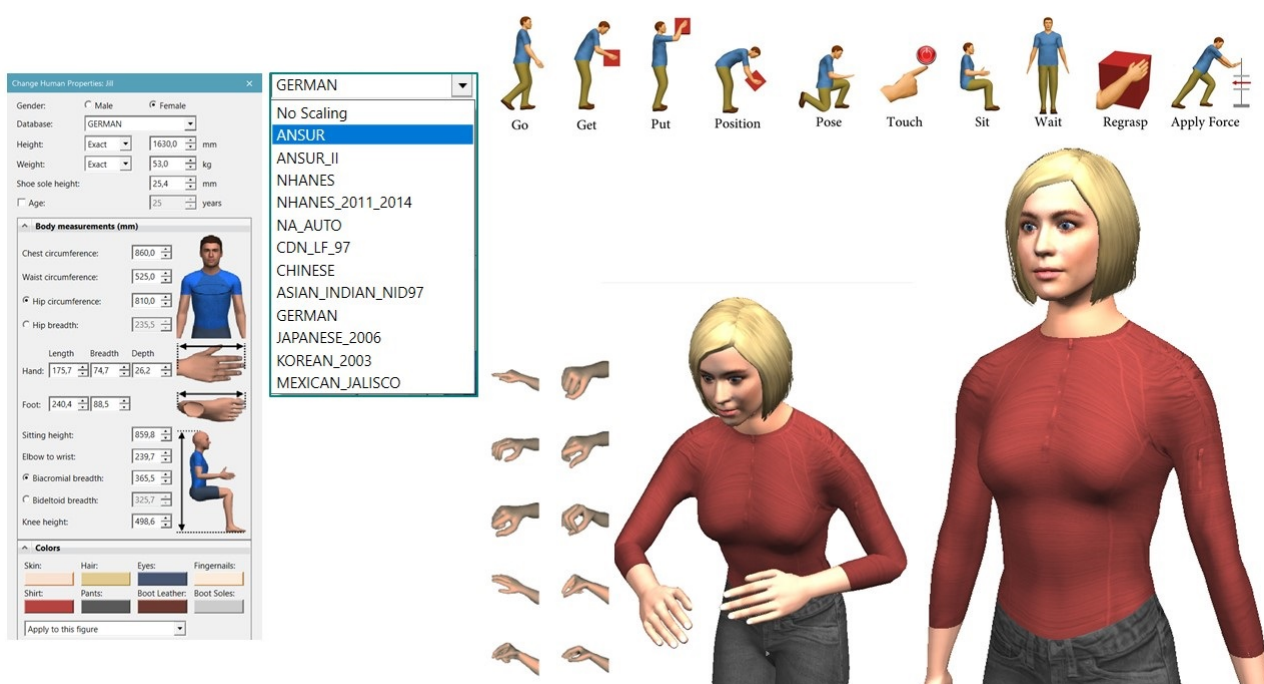 Change Human Properties: Jill
Gender: Male Female
Database: GERMAN
Height: Exact 1630,0 mm
Weight: Exact 53,0 kg
Shoe sole height: 25,4 mm
Age: 25 years
Body measurements (mm)
Chest circumference: 860,0
Waist circumference: 525,0
Hip circumference: 810,0
Hip breadth: 235,5
Length Breadth Depth
Hand: 175,7 74,7 26,2
Foot: 240,4 88,5
Sitting height: 859,8
Elbow to wrist: 239,7
Biacromial breadth: 365,5
Bideltoid breadth: 325,7
Knee height: 498,6
Colors
Skin: Hair: Eyes: Fingernails:
Shirt: Pants: Boot Leather: Boot Soles:
Apply to this figure
GERMAN
No Scaling
ANSUR
ANSUR_II
NHANES
NHANES_2011_2014
NA_AUTO
CDN_LF_97
CHINESE
ASIAN_INDIAN_NID97
GERMAN
JAPANESE_2006
KOREAN_2003
MEXICAN_JALISCO
Go Get Put Position Pose Touch Sit Wait Regrasp Apply Force